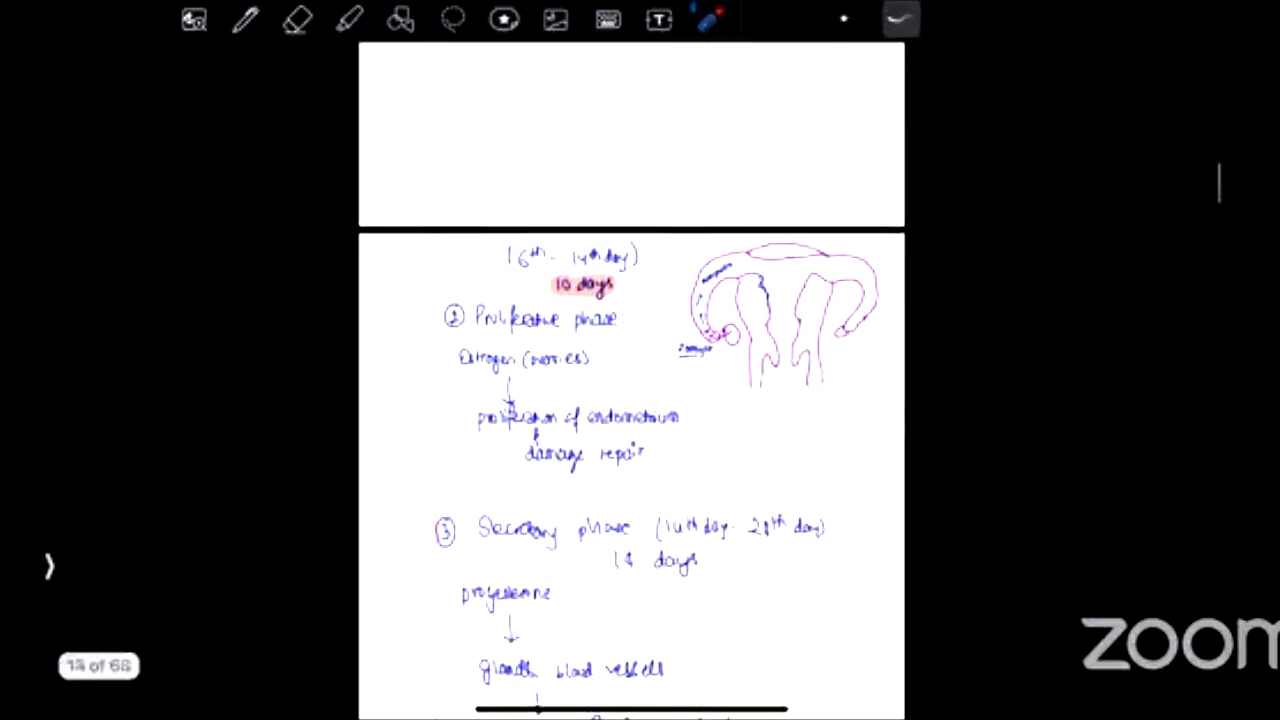 (6th - 14th day)
10 days
② Proliferative phase
Estrogen (ovaries)
proliferation of endometrium
damage repair
③ Secretory phase (14th day - 28th day)
14 days
progesterone
glands blood vessels
13 of 68
zoom